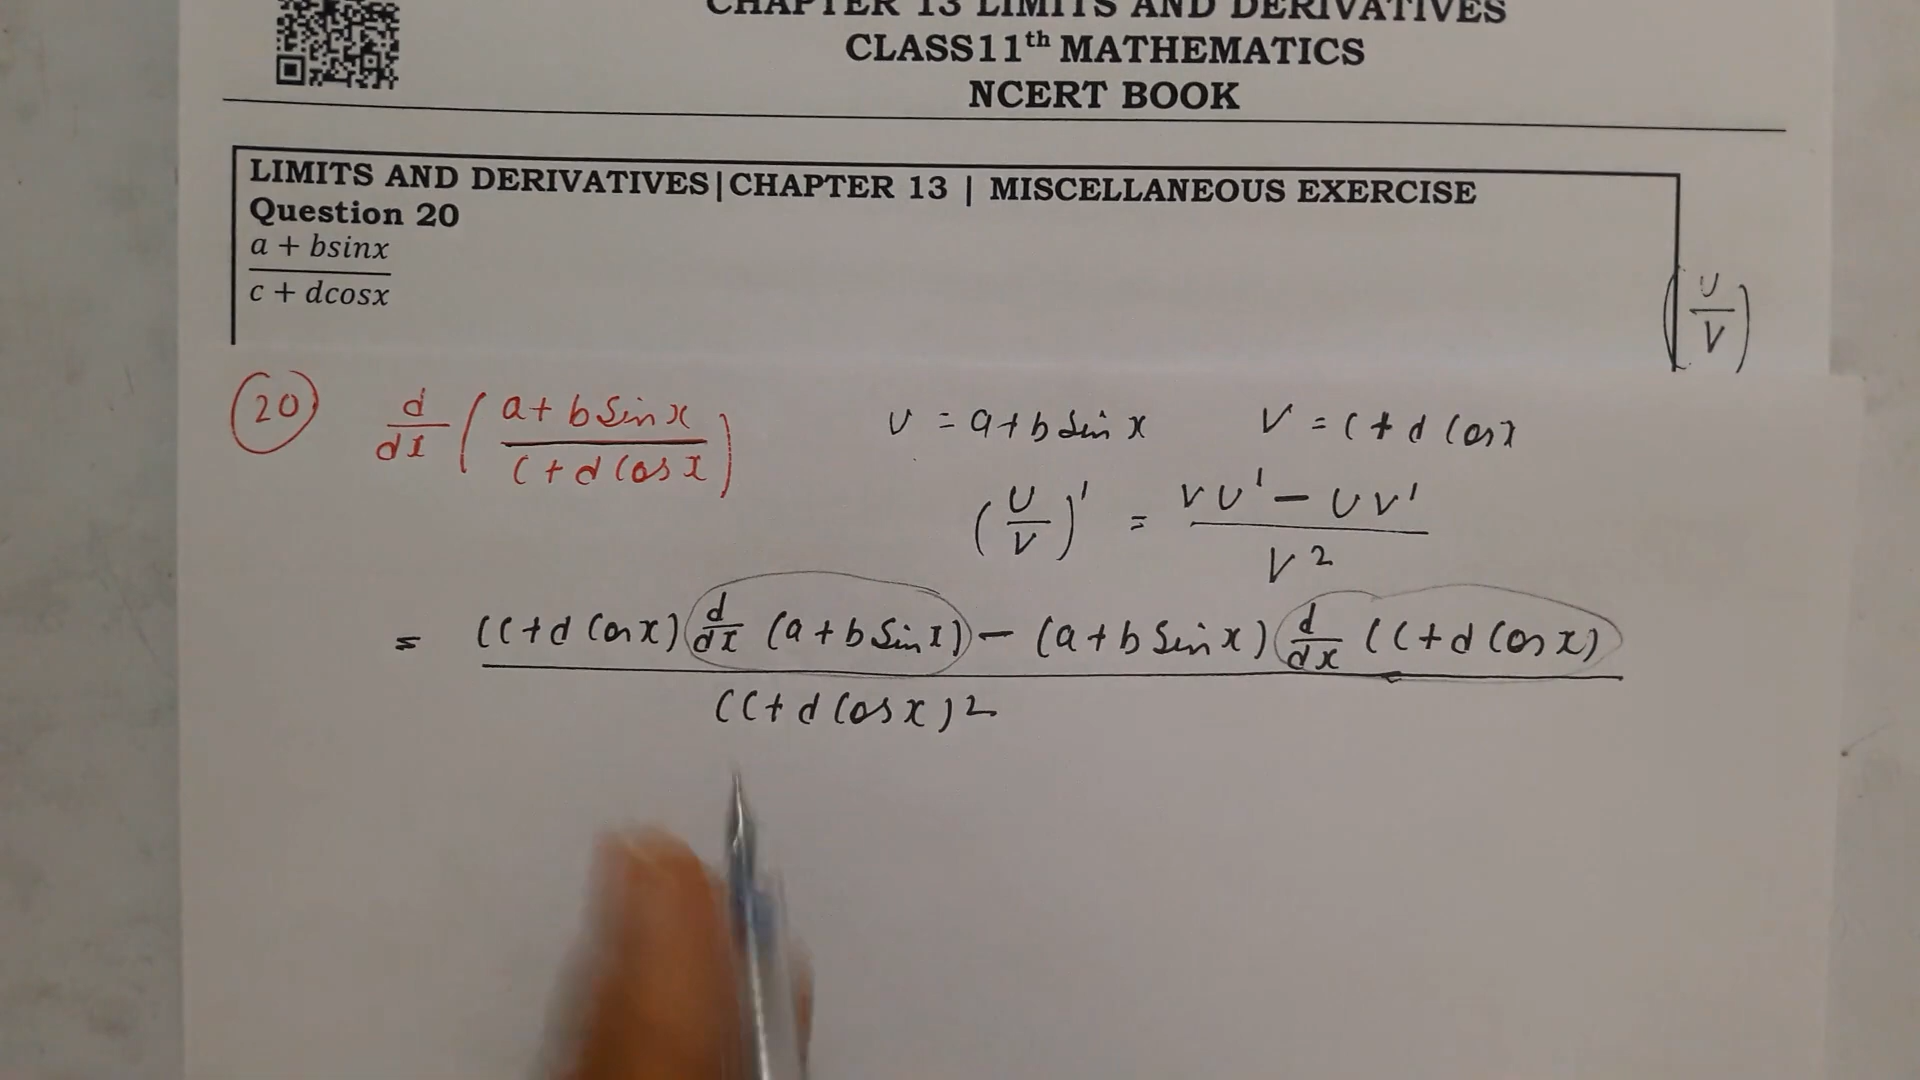 CHAPTER 13 LIMITS AND DERIVATIVES
CLASS11th MATHEMATICS
NCERT BOOK
LIMITS AND DERIVATIVES|CHAPTER 13 | MISCELLANEOUS EXERCISE
Question 20
a + bsinx
c + dcosx
(U/V)
20 d/dx (a+b Sin x / c+d Cos x) U = a+b Sin x V = c+d Cos x
(U/V)' = VU' - UV' / V²
= (c+d Cos x) d/dx (a+b Sin x) - (a+b Sin x) d/dx (c+d Cos x)
(c+d Cos x)²